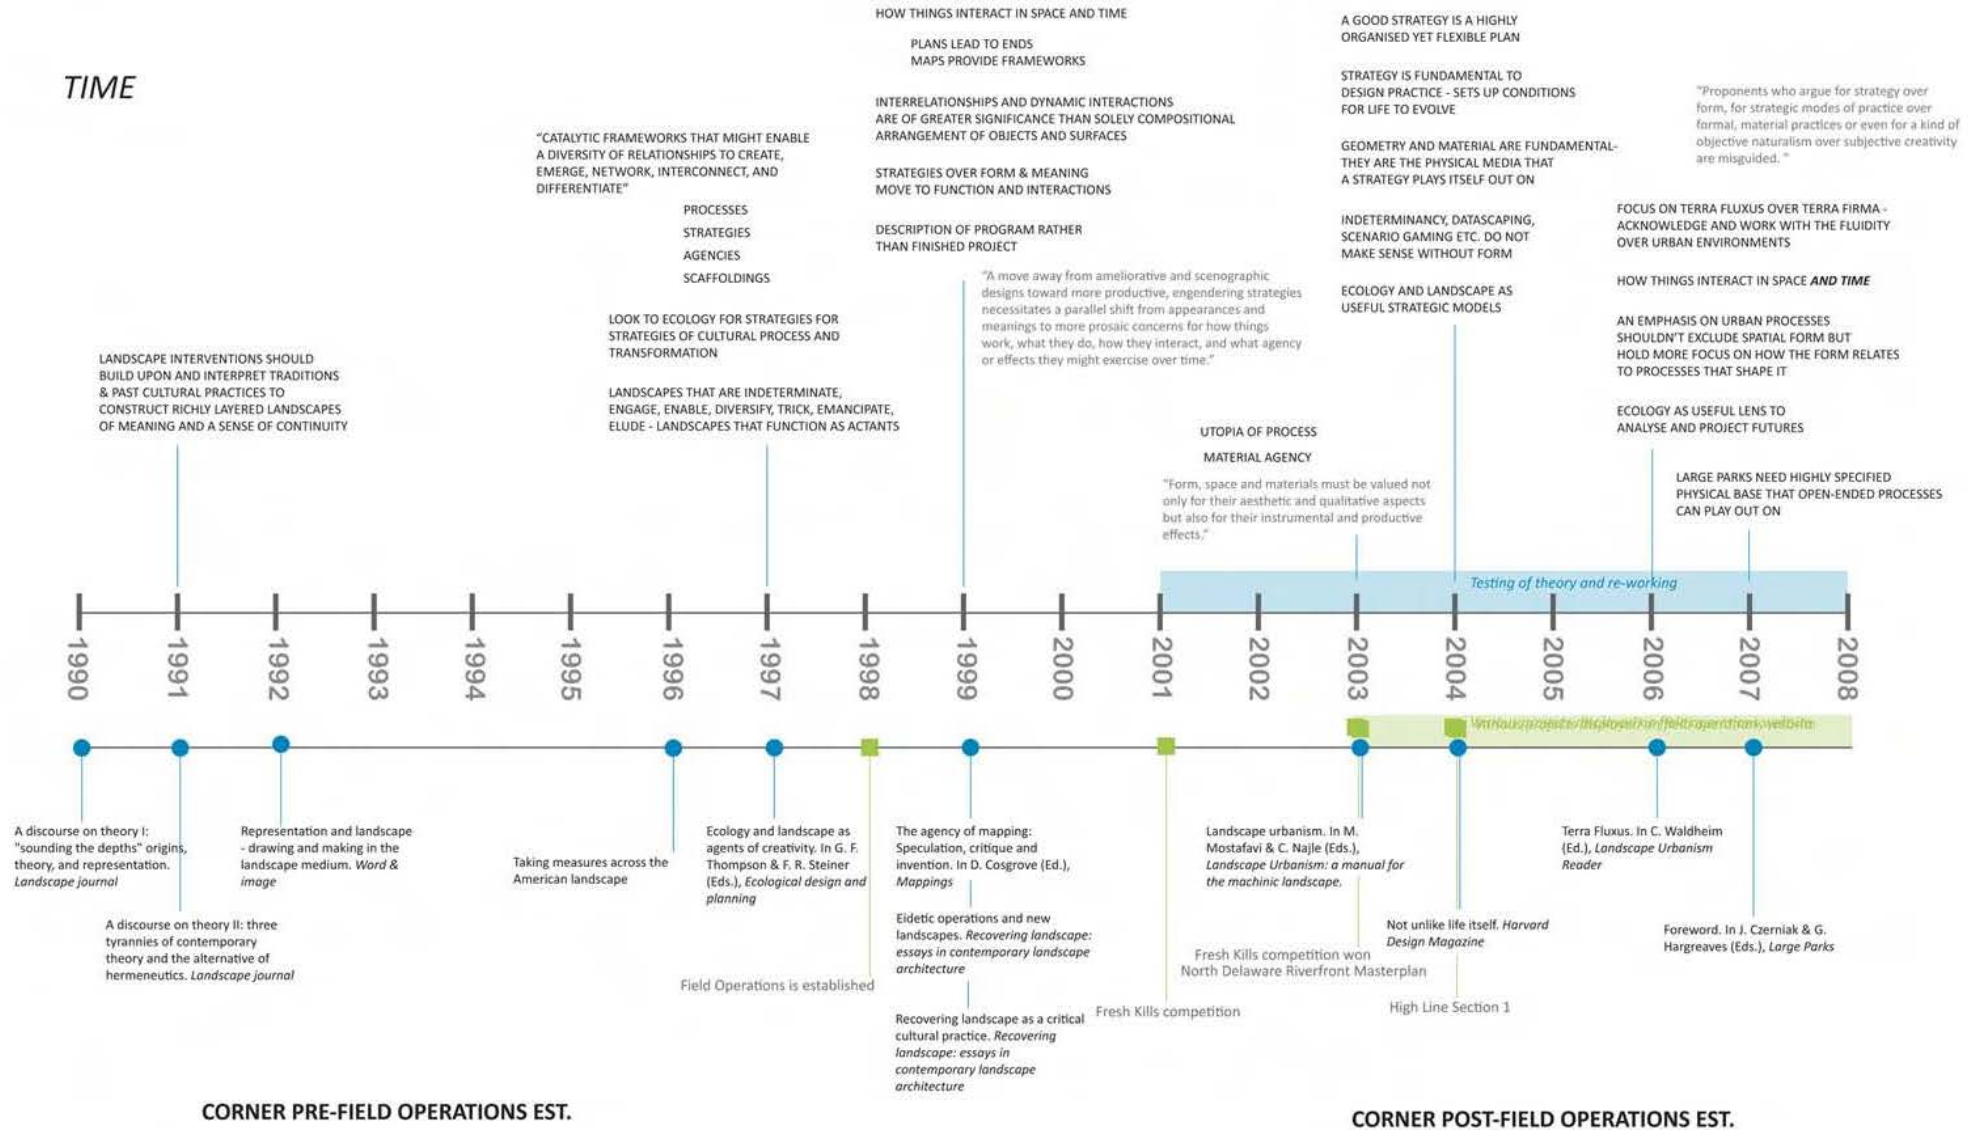 TIME
LANDSCAPE INTERVENTIONS SHOULD
BUILD UPON AND INTERPRET TRADITIONS
& PAST CULTURAL PRACTICES TO
CONSTRUCT RICHLY LAYERED LANDSCAPES
OF MEANING AND A SENSE OF CONTINUITY
“CATALYTIC FRAMEWORKS THAT MIGHT ENABLE
A DIVERSITY OF RELATIONSHIPS TO CREATE,
EMERGE, NETWORK, INTERCONNECT, AND
DIFFERENTIATE”
PROCESSES
STRATEGIES
AGENCIES
SCAFFOLDINGS
LOOK TO ECOLOGY FOR STRATEGIES FOR
STRATEGIES OF CULTURAL PROCESS AND
TRANSFORMATION
LANDSCAPES THAT ARE INDETERMINATE,
ENGAGE, ENABLE, DIVERSIFY, TRICK, EMANCIPATE,
ELUDE - LANDSCAPES THAT FUNCTION AS ACTANTS
HOW THINGS INTERACT IN SPACE AND TIME
PLANS LEAD TO ENDS
MAPS PROVIDE FRAMEWORKS
INTERRELATIONSHIPS AND DYNAMIC INTERACTIONS
ARE OF GREATER SIGNIFICANCE THAN SOLELY COMPOSITIONAL
ARRANGEMENT OF OBJECTS AND SURFACES
STRATEGIES OVER FORM & MEANING
MOVE TO FUNCTION AND INTERACTIONS
DESCRIPTION OF PROGRAM RATHER
THAN FINISHED PROJECT
“A move away from ameliorative and scenographic
designs toward more productive, engendering strategies
necessitates a parallel shift from appearances and
meanings to more prosaic concerns for how things
work, what they do, how they interact, and what agency
or effects they might exercise over time.”
UTOPIA OF PROCESS
MATERIAL AGENCY
“Form, space and materials must be valued not
only for their aesthetic and qualitative aspects
but also for their instrumental and productive
effects.”
A GOOD STRATEGY IS A HIGHLY
ORGANISED YET FLEXIBLE PLAN
STRATEGY IS FUNDAMENTAL TO
DESIGN PRACTICE - SETS UP CONDITIONS
FOR LIFE TO EVOLVE
GEOMETRY AND MATERIAL ARE FUNDAMENTAL-
THEY ARE THE PHYSICAL MEDIA THAT
A STRATEGY PLAYS ITSELF OUT ON
INDETERMINANCY, DATASCAPING,
SCENARIO GAMING ETC. DO NOT
MAKE SENSE WITHOUT FORM
ECOLOGY AND LANDSCAPE AS
USEFUL STRATEGIC MODELS
“Proponents who argue for strategy over
form, for strategic modes of practice over
formal, material practices or even for a kind of
objective naturalism over subjective creativity
are misguided. ”
FOCUS ON TERRA FLUXUS OVER TERRA FIRMA -
ACKNOWLEDGE AND WORK WITH THE FLUIDITY
OVER URBAN ENVIRONMENTS
HOW THINGS INTERACT IN SPACE AND TIME
AN EMPHASIS ON URBAN PROCESSES
SHOULDN’T EXCLUDE SPATIAL FORM BUT
HOLD MORE FOCUS ON HOW THE FORM RELATES
TO PROCESSES THAT SHAPE IT
ECOLOGY AS USEFUL LENS TO
ANALYSE AND PROJECT FUTURES
LARGE PARKS NEED HIGHLY SPECIFIED
PHYSICAL BASE THAT OPEN-ENDED PROCESSES
CAN PLAY OUT ON
Testing of theory and re-working
1990 1991 1992 1993 1994 1995 1996 1997 1998 1999 2000 2001 2002 2003 2004 2005 2006 2007 2008
A discourse on theory I:
"sounding the depths" origins,
theory, and representation.
Landscape journal
A discourse on theory II: three
tyrannies of contemporary
theory and the alternative of
hermeneutics. Landscape journal
Representation and landscape
- drawing and making in the
landscape medium. Word &
image
Taking measures across the
American landscape
Ecology and landscape as
agents of creativity. In G. F.
Thompson & F. R. Steiner
(Eds.), Ecological design and
planning
Field Operations is established
The agency of mapping:
Speculation, critique and
invention. In D. Cosgrove (Ed.),
Mappings
Eidetic operations and new
landscapes. Recovering landscape:
essays in contemporary landscape
architecture
Recovering landscape as a critical
cultural practice. Recovering
landscape: essays in
contemporary landscape
architecture
Fresh Kills competition
Landscape urbanism. In M.
Mostafavi & C. Najle (Eds.),
Landscape Urbanism: a manual for
the machinic landscape.
Fresh Kills competition won
North Delaware Riverfront Masterplan
Not unlike life itself. Harvard
Design Magazine
High Line Section 1
Terra Fluxus. In C. Waldheim
(Ed.), Landscape Urbanism
Reader
Foreword. In J. Czerniak & G.
Hargreaves (Eds.), Large Parks
CORNER PRE-FIELD OPERATIONS EST.
CORNER POST-FIELD OPERATIONS EST.